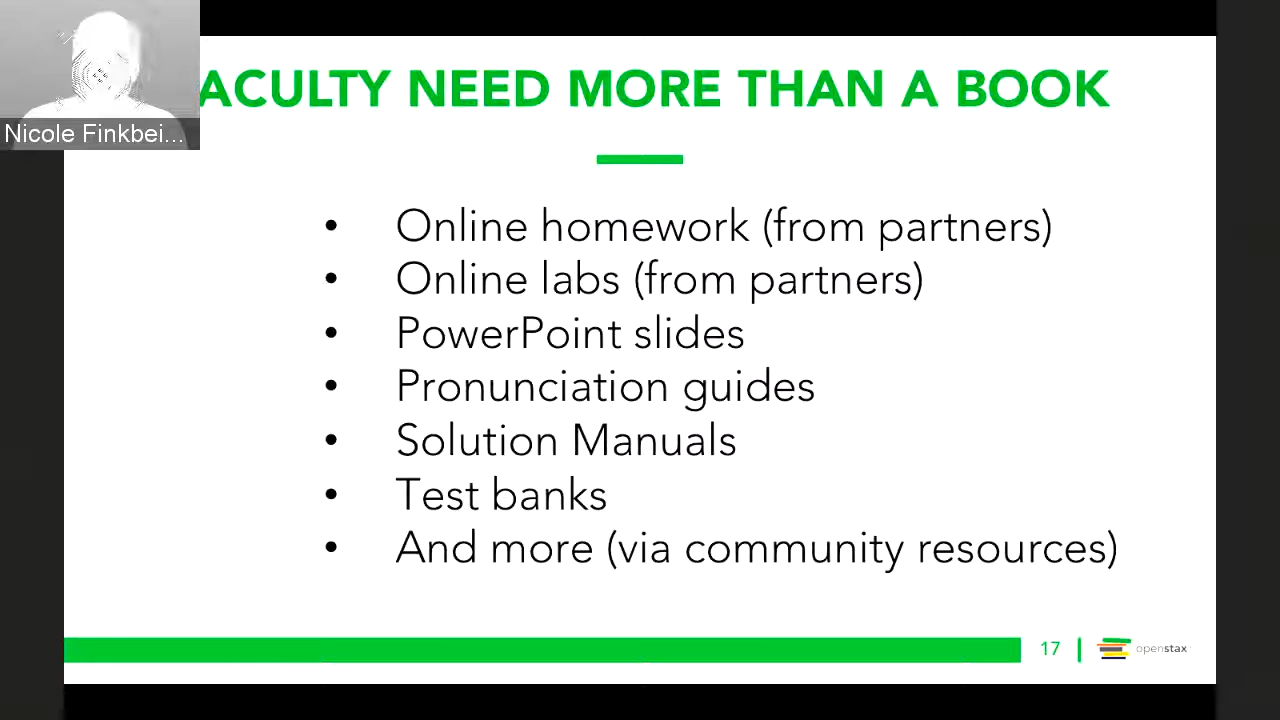 ACULTY NEED MORE THAN A BOOK
Nicole Finkbei...
• Online homework (from partners)
• Online labs (from partners)
• PowerPoint slides
• Pronunciation guides
• Solution Manuals
• Test banks
• And more (via community resources)
17 | openstax